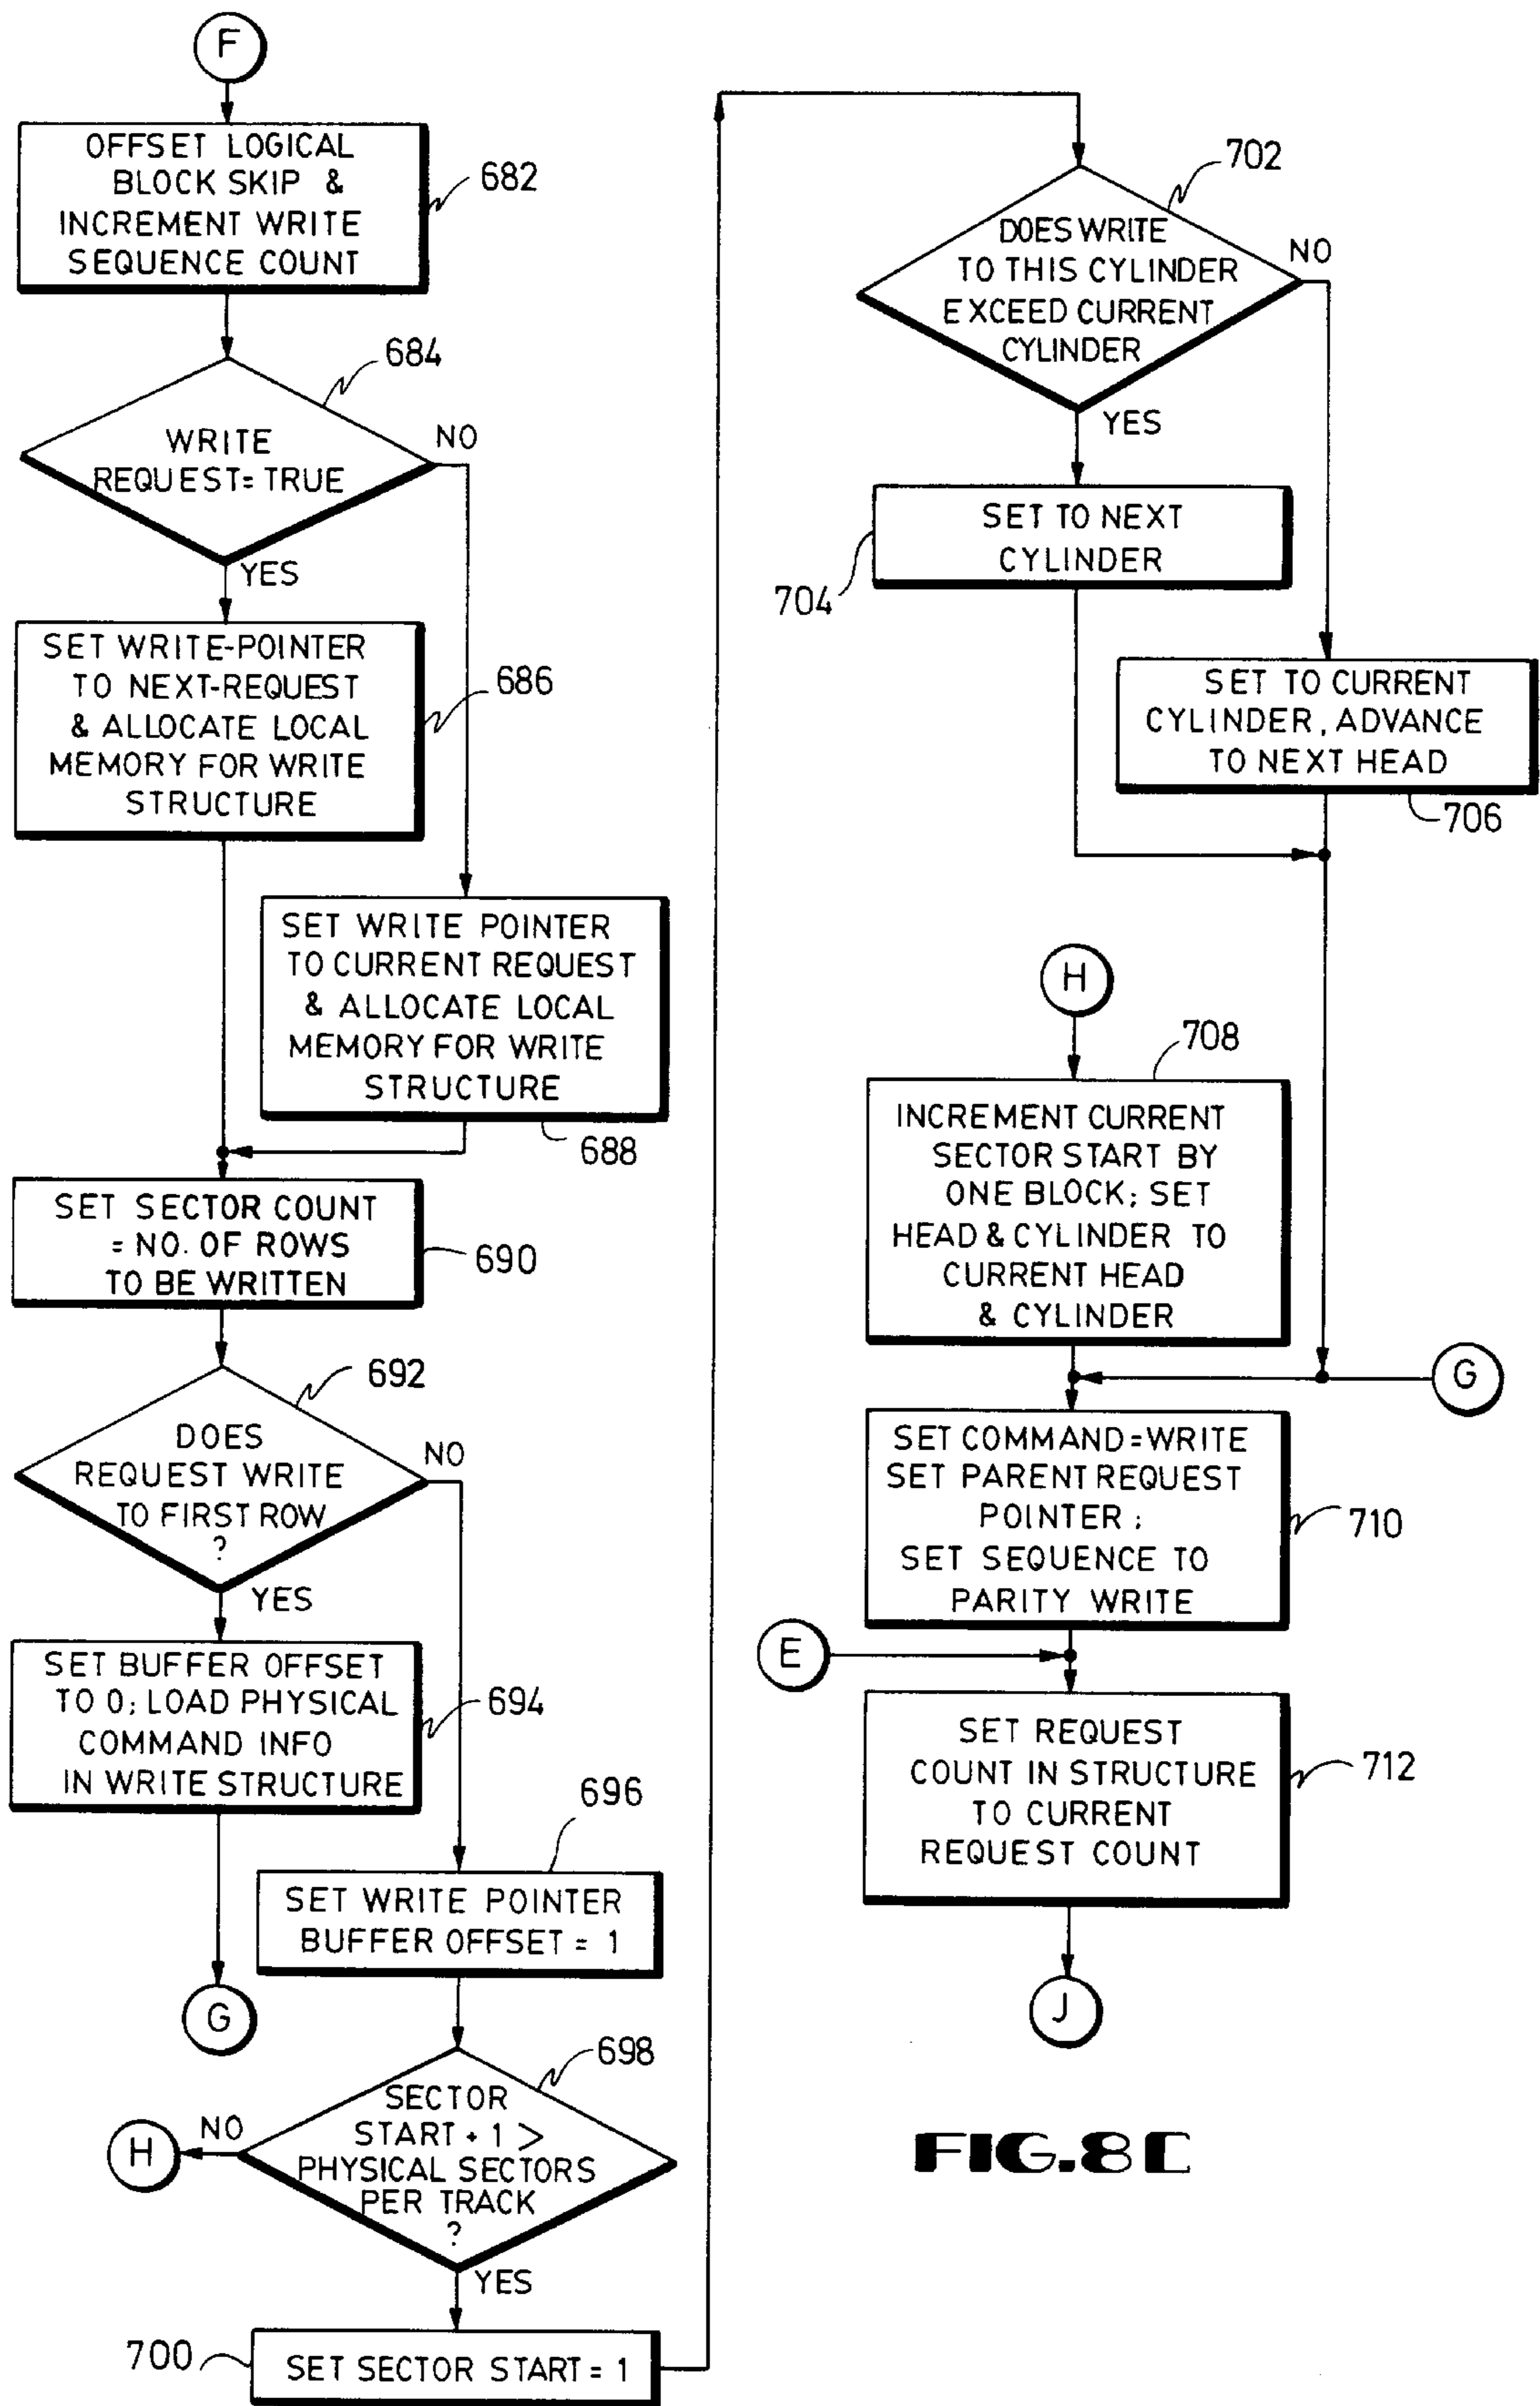 F
OFFSET LOGICAL
BLOCK SKIP &
INCREMENT WRITE
SEQUENCE COUNT
682
684
WRITE
REQUEST= TRUE
NO
YES
SET WRITE-POINTER
TO NEXT-REQUEST
& ALLOCATE LOCAL
MEMORY FOR WRITE
STRUCTURE
686
SET WRITE POINTER
TO CURRENT REQUEST
& ALLOCATE LOCAL
MEMORY FOR WRITE
STRUCTURE
688
SET SECTOR COUNT
= NO. OF ROWS
TO BE WRITTEN
690
692
DOES
REQUEST WRITE
TO FIRST ROW
?
NO
YES
SET BUFFER OFFSET
TO 0; LOAD PHYSICAL
COMMAND INFO
IN WRITE STRUCTURE
694
G
696
SET WRITE POINTER
BUFFER OFFSET = 1
698
SECTOR
START + 1 >
PHYSICAL SECTORS
PER TRACK
?
NO
H
YES
700
SET SECTOR START = 1
702
DOES WRITE
TO THIS CYLINDER
EXCEED CURRENT
CYLINDER
NO
YES
SET TO NEXT
CYLINDER
704
SET TO CURRENT
CYLINDER, ADVANCE
TO NEXT HEAD
706
H
708
INCREMENT CURRENT
SECTOR START BY
ONE BLOCK; SET
HEAD & CYLINDER TO
CURRENT HEAD
& CYLINDER
G
SET COMMAND=WRITE
SET PARENT REQUEST
POINTER;
SET SEQUENCE TO
PARITY WRITE
710
E
SET REQUEST
COUNT IN STRUCTURE
TO CURRENT
REQUEST COUNT
712
J
FIG.8C